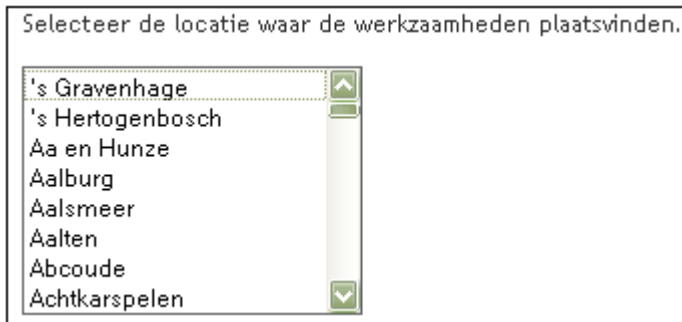 Selecteer de locatie waar de werkzaamheden plaatsvinden.
's Gravenhage
's Hertogenbosch
Aa en Hunze
Aalburg
Aalsmeer
Aalten
Abcoude
Achtkarspelen